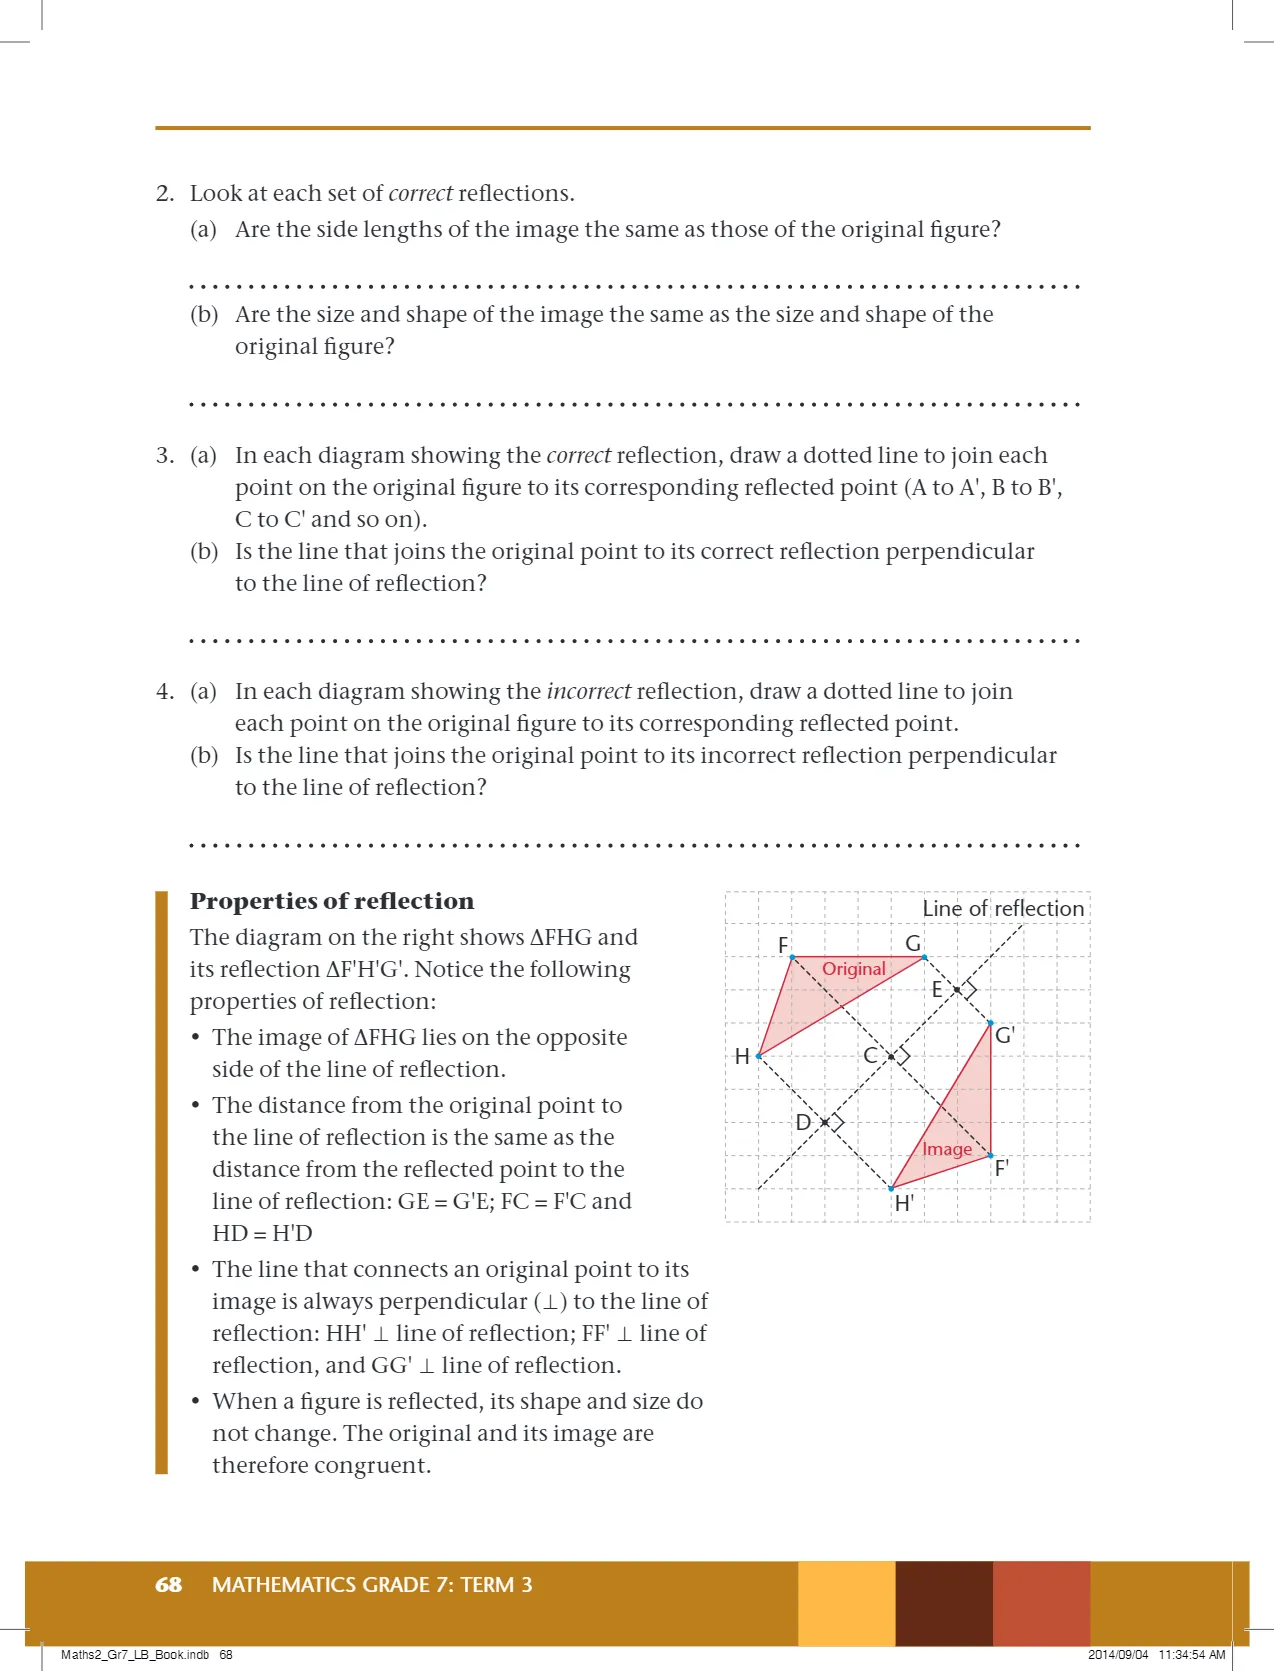 2. Look at each set of correct reflections.
(a) Are the side lengths of the image the same as those of the original figure?
(b) Are the size and shape of the image the same as the size and shape of the
original figure?
3. (a) In each diagram showing the correct reflection, draw a dotted line to join each
point on the original figure to its corresponding reflected point (A to A', B to B',
C to C' and so on).
(b) Is the line that joins the original point to its correct reflection perpendicular
to the line of reflection?
4. (a) In each diagram showing the incorrect reflection, draw a dotted line to join
each point on the original figure to its corresponding reflected point.
(b) Is the line that joins the original point to its incorrect reflection perpendicular
to the line of reflection?
Properties of reflection
The diagram on the right shows ΔFHG and
its reflection ΔF'H'G'. Notice the following
properties of reflection:
• The image of ΔFHG lies on the opposite
side of the line of reflection.
• The distance from the original point to
the line of reflection is the same as the
distance from the reflected point to the
line of reflection: GE = G'E; FC = F'C and
HD = H'D
• The line that connects an original point to its
image is always perpendicular (⊥) to the line of
reflection: HH' ⊥ line of reflection; FF' ⊥ line of
reflection, and GG' ⊥ line of reflection.
• When a figure is reflected, its shape and size do
not change. The original and its image are
therefore congruent.
Line of reflection
F
G
Original
E
G'
H
C
D
Image
F'
H'
68 MATHEMATICS GRADE 7: TERM 3
Maths2_Gr7_LB_Book.indb 68
2014/09/04 11:34:54 AM